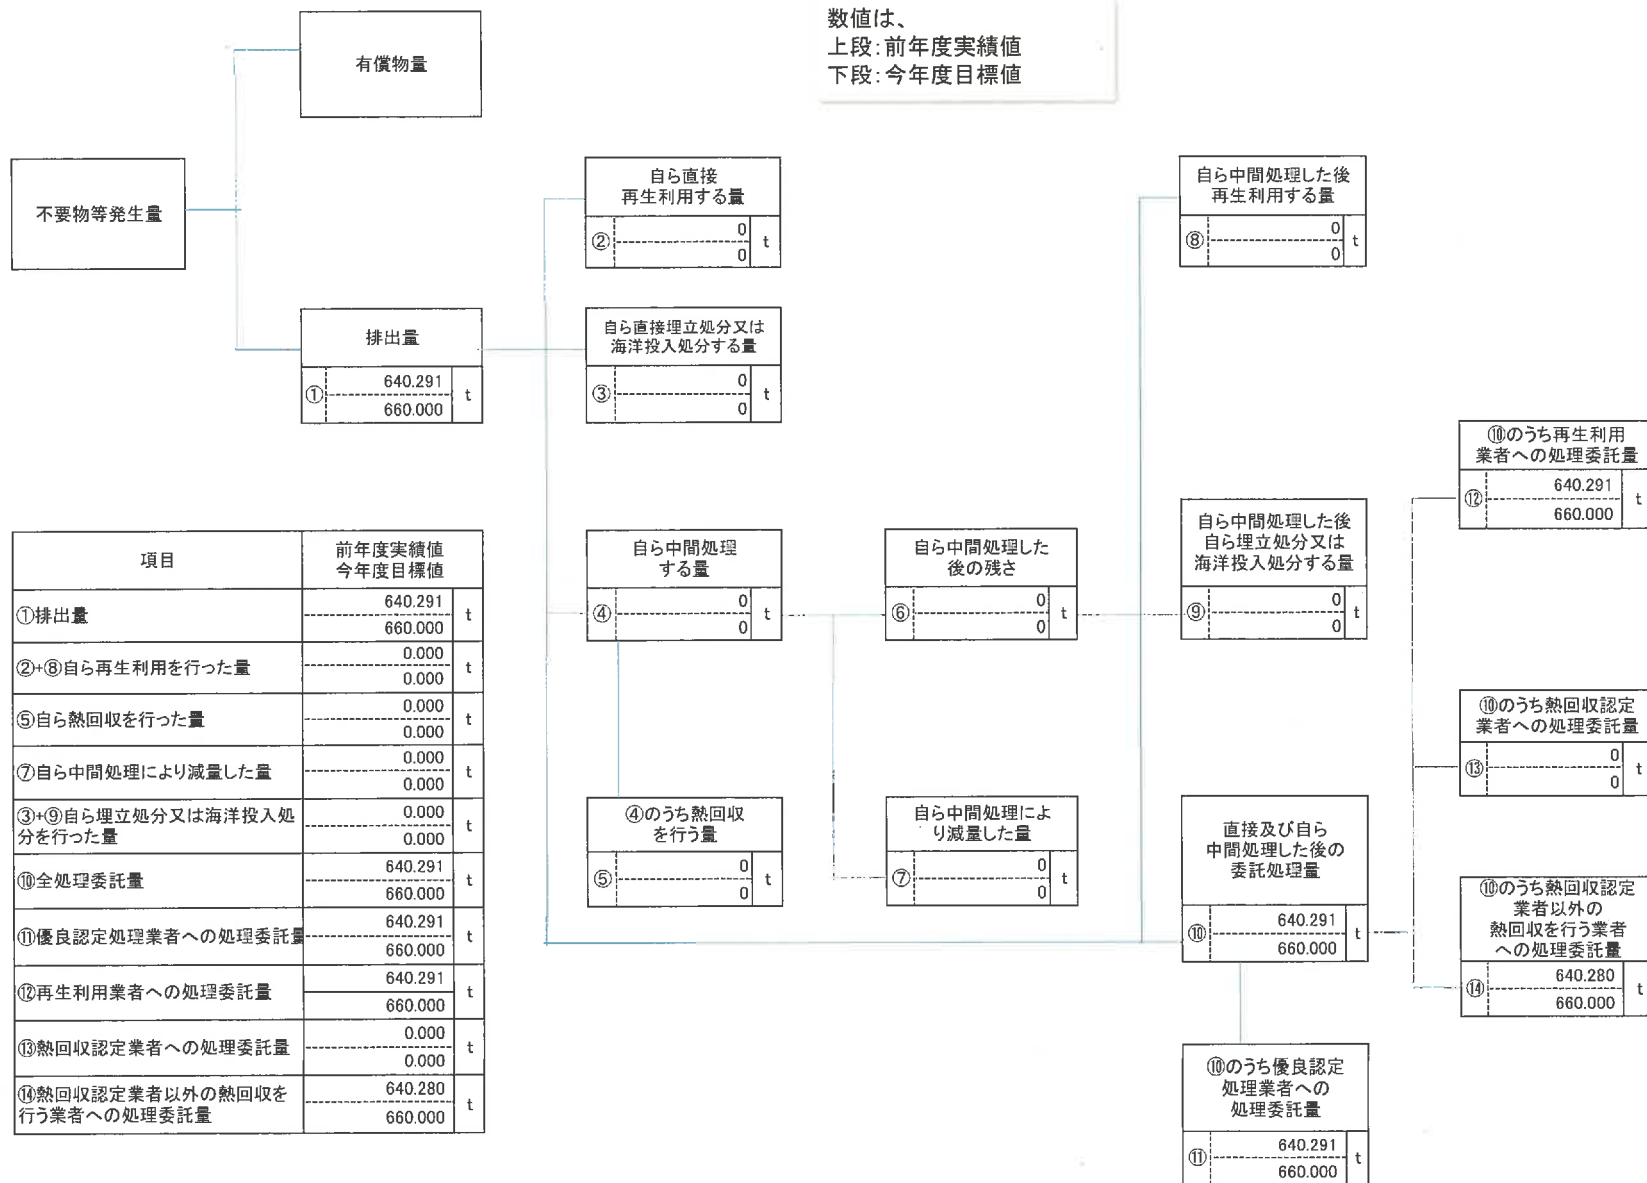 数値は、
上段:前年度実績値
下段:今年度目標値
有償物量
不要物等発生量
排出量
① 640.291 t
660.000
自ら直接
再生利用する量
② 0 t
0
自ら直接埋立処分又は
海洋投入処分する量
③ 0 t
0
自ら中間処理した後
再生利用する量
⑧ 0 t
0
自ら中間処理
する量
④ 0 t
0
自ら中間処理した
後の残さ
⑥ 0 t
0
自ら中間処理した後
自ら埋立処分又は
海洋投入処分する量
⑨ 0 t
0
④のうち熱回収
を行う量
⑤ 0 t
0
自ら中間処理によ
り減量した量
⑦ 0 t
0
直接及び自ら
中間処理した後の
委託処理量
⑩ 640.291 t
660.000
⑩のうち優良認定
処理業者への
処理委託量
⑪ 640.291 t
660.000
⑩のうち再生利用
業者への処理委託量
⑫ 640.291 t
660.000
⑩のうち熱回収認定
業者への処理委託量
⑬ 0 t
0
⑩のうち熱回収認定
業者以外の
熱回収を行う業者
への処理委託量
⑭ 640.280 t
660.000
項目 前年度実績値
今年度目標値
①排出量 640.291 t
660.000
②+⑧自ら再生利用を行った量 0.000 t
0.000
⑤自ら熱回収を行った量 0.000 t
0.000
⑦自ら中間処理により減量した量 0.000 t
0.000
③+⑨自ら埋立処分又は海洋投入処 0.000 t
分を行った量 0.000
⑩全処理委託量 640.291 t
660.000
⑪優良認定処理業者への処理委託量 640.291 t
660.000
⑫再生利用業者への処理委託量 640.291 t
660.000
⑬熱回収認定業者への処理委託量 0.000 t
0.000
⑭熱回収認定業者以外の熱回収を 640.280 t
行う業者への処理委託量 660.000